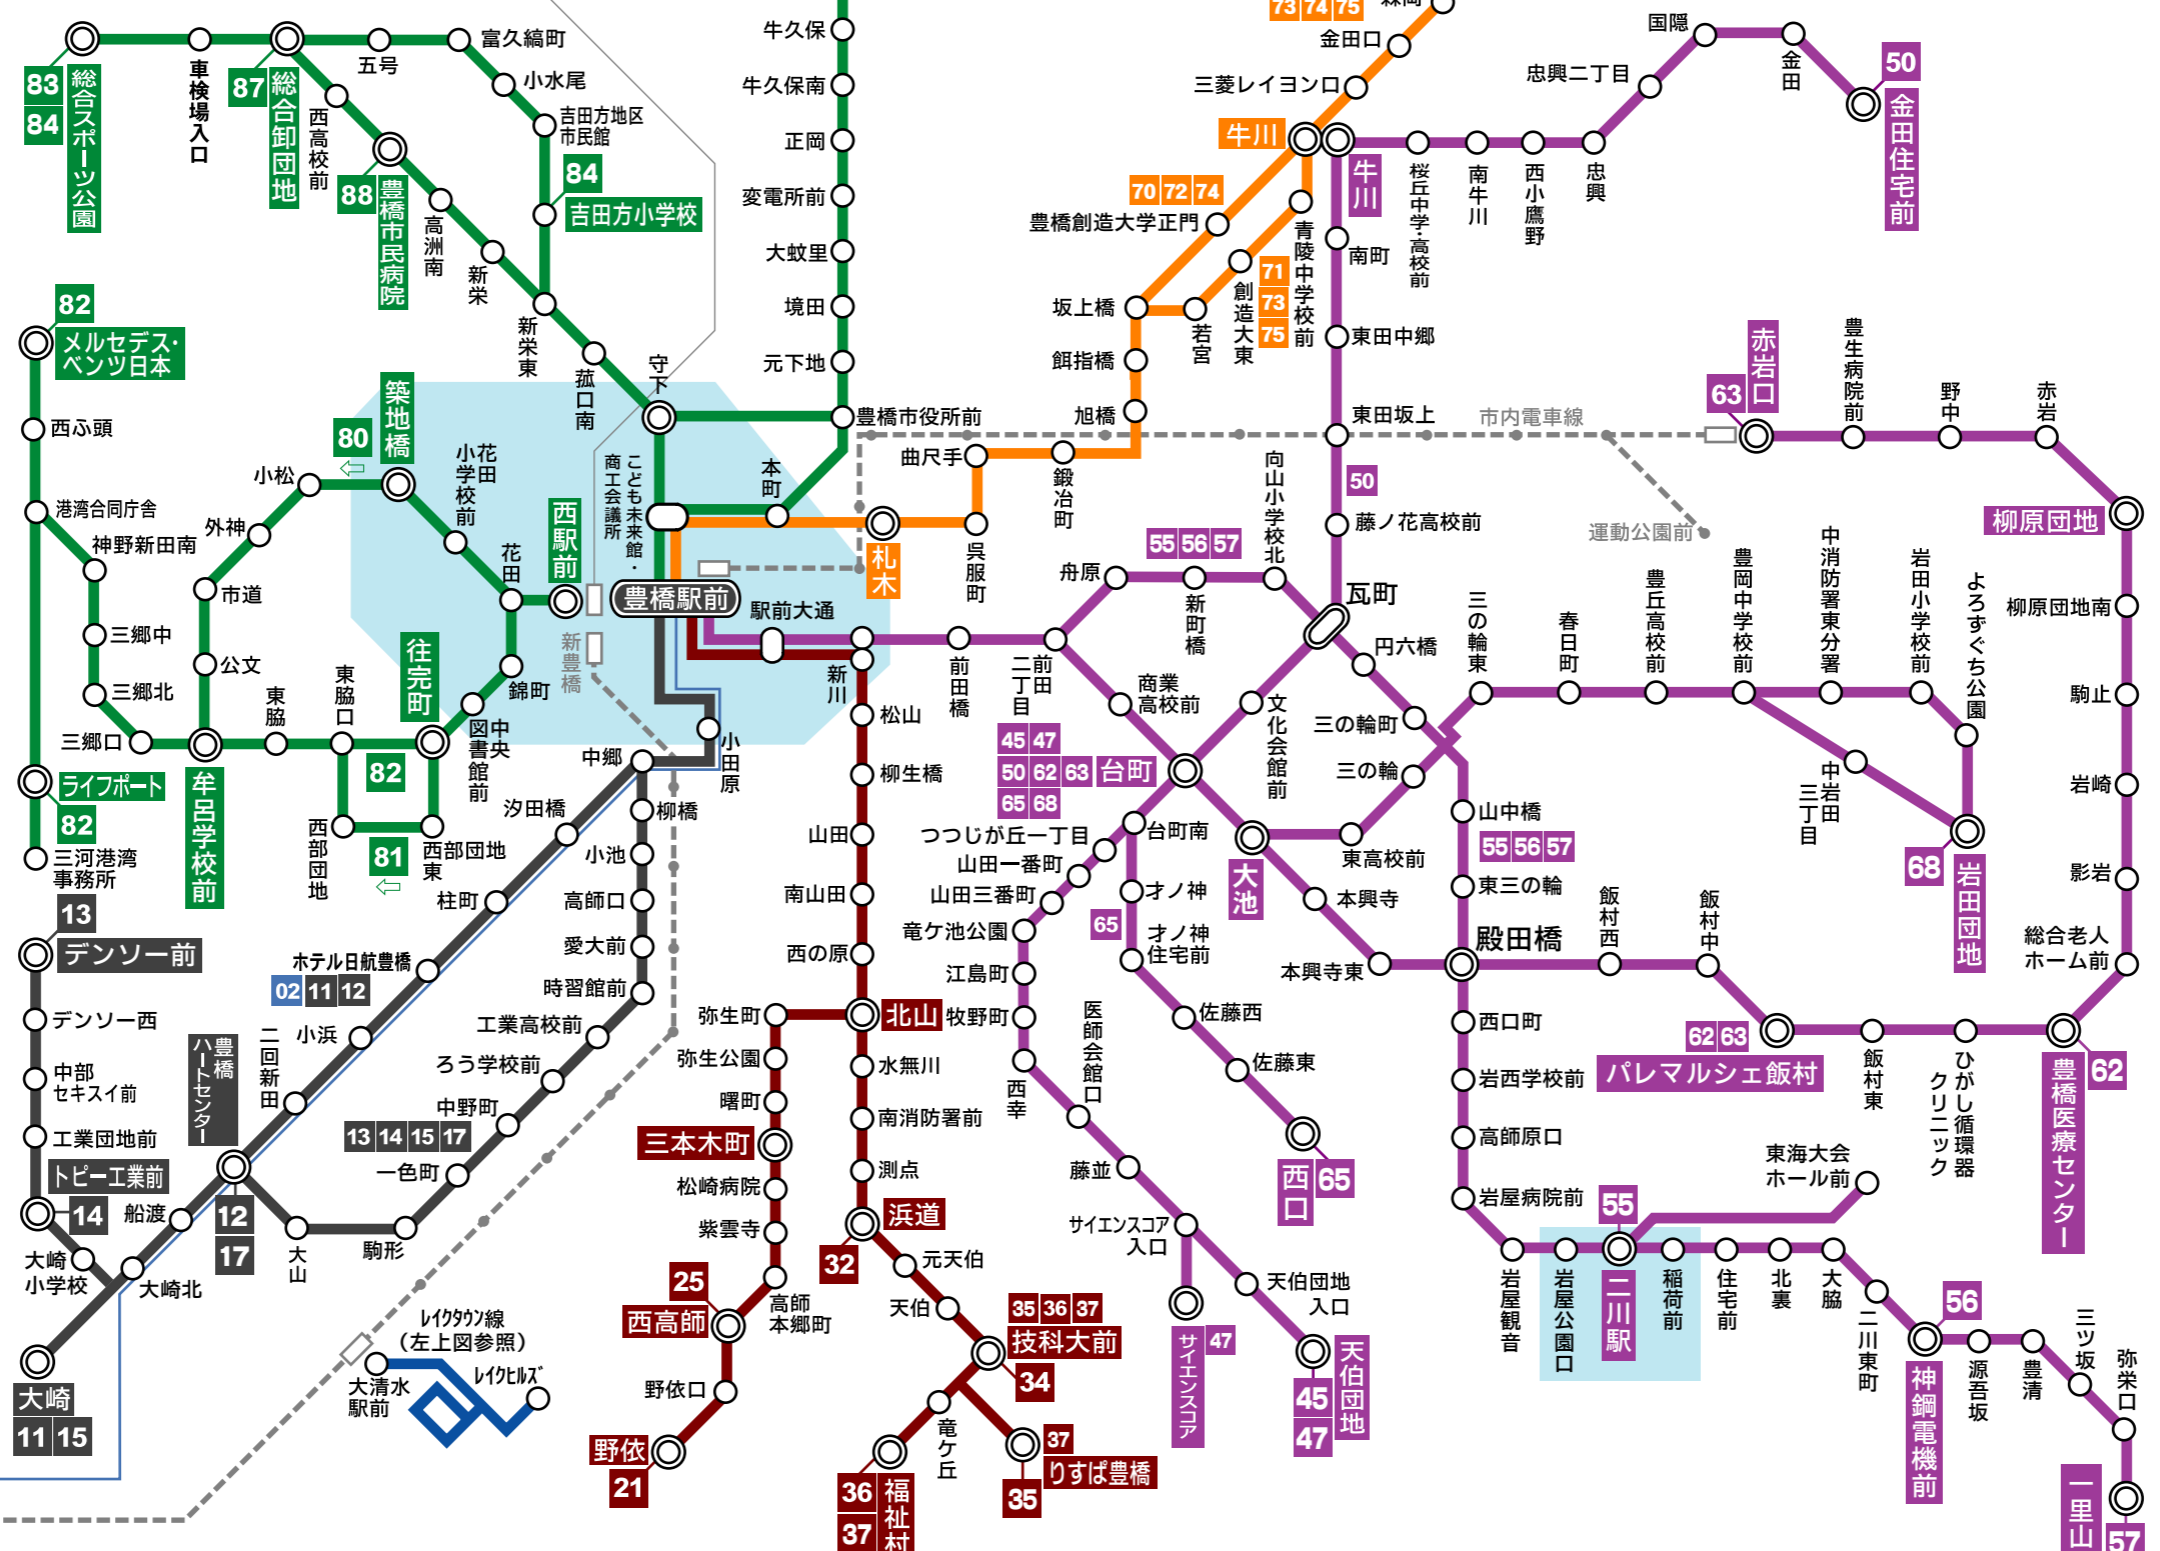 83
84
総合スポーツ公園
車検場入口
87
総合卸団地
五号
富久縞町
小水尾
吉田方地区
市民館
84
吉田方小学校
西高校前
88
豊橋市民病院
高洲南
新栄
新栄東
菰口南
守下
牛久保
牛久保南
正岡
変電所前
大蚊里
境田
元下地
豊橋市役所前
本町
こども未来館・
商工会議所
82
メルセデス・
ベンツ日本
西ふ頭
港湾合同庁舎
神野新田南
三郷中
三郷北
三郷口
ライフポート
82
三河港湾
事務所
築地橋
80
小松
外神
市道
公文
牟呂学校前
東脇
東脇口
往完町
82
西部団地
81
西部団地
東
中央
図書館前
錦町
花田
花田
小学校前
西駅前
豊橋駅前
新豊橋
駅前大通
新川
73 74 75
金田口
三菱レイヨン口
牛川
70 72 74
豊橋創造大学正門
青陵中学校前
創造大東
71
73
75
若宮
坂上橋
餌指橋
旭橋
鍛冶町
曲尺手
呉服町
札木
牛川
桜丘中学・高校前
南牛川
西小鷹野
忠興
忠興二丁目
国隠
金田
50
金田住宅前
南町
東田中郷
東田坂上
50
藤ノ花高校前
市内電車線
運動公園前
63
赤岩口
豊生病院前
野中
赤岩
柳原団地
柳原団地南
駒止
岩崎
影岩
総合老人
ホーム前
62
豊橋医療センター
ひがし循環器
クリニック
飯村東
62 63
パレマルシェ飯村
飯村中
飯村西
殿田橋
前田橋
前田
二丁目
舟原
55 56 57
新町橋
向山小学校北
瓦町
円六橋
三の輪町
三の輪
三の輪東
春日町
豊丘高校前
豊岡中学校前
中消防署東分署
岩田小学校前
よろずぐち公園
中岩田
三丁目
68
岩田団地
商業
高校前
文化会館前
45 47
50 62 63
65 68
台町
台町南
大池
東高校前
本興寺
本興寺東
山中橋
55 56 57
東三の輪
西口町
岩西学校前
高師原口
岩屋病院前
岩屋観音
岩屋公園口
55
二川駅
稲荷前
東海大会
ホール前
住宅前
北裏
大脇
二川東町
56
神鋼電機前
源吾坂
豊清
三ツ坂
弥栄口
一里山
57
つつじが丘一丁目
山田一番町
山田三番町
竜ケ池公園
江島町
牧野町
西幸
医師会館口
藤並
サイエンスコア
入口
サイエンスコア
47
天伯団地
入口
天伯団地
45
47
才ノ神
65
才ノ神
住宅前
佐藤西
佐藤東
西口
65
松山
柳生橋
山田
南山田
西の原
北山
弥生町
弥生公園
曙町
三本木町
松崎病院
紫雲寺
高師
本郷町
25
西高師
野依口
野依
21
水無川
南消防署前
測点
浜道
32
元天伯
天伯
35 36 37
技科大前
34
竜ケ丘
36
37
福祉村
37
りすぱ豊橋
35
小田原
中郷
柳橋
小池
高師口
愛大前
時習館前
工業高校前
ろう学校前
中野町
13 14 15 17
一色町
駒形
大山
汐田橋
柱町
ホテル日航豊橋
02 11 12
小浜
二回新田
豊橋
ハートセンター
12
17
船渡
大崎北
大崎
11 15
13
デンソー前
デンソー西
中部
セキスイ前
工業団地前
トピー工業前
14
大崎
小学校
レイクタウン線
(左上図参照)
大清水
駅前
レイクヒルズ